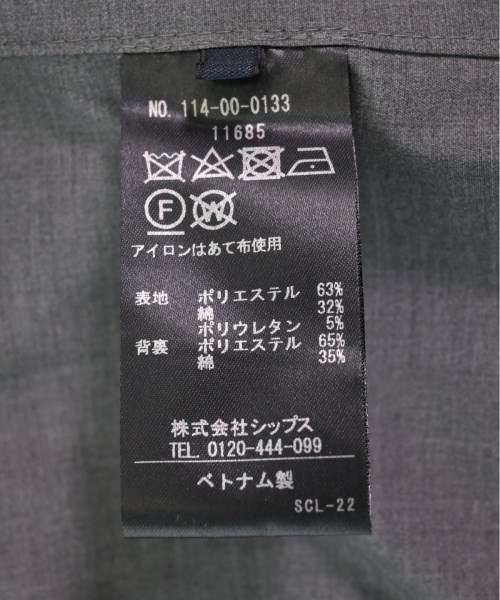 NO. 114-00-0133
11685
F W
アイロンはあて布使用
表地 ポリエステル 63%
綿 32%
ポリウレタン 5%
背裏 ポリエステル 65%
綿 35%
株式会社シップス
TEL. 0120-444-099
ベトナム製
SCL-22